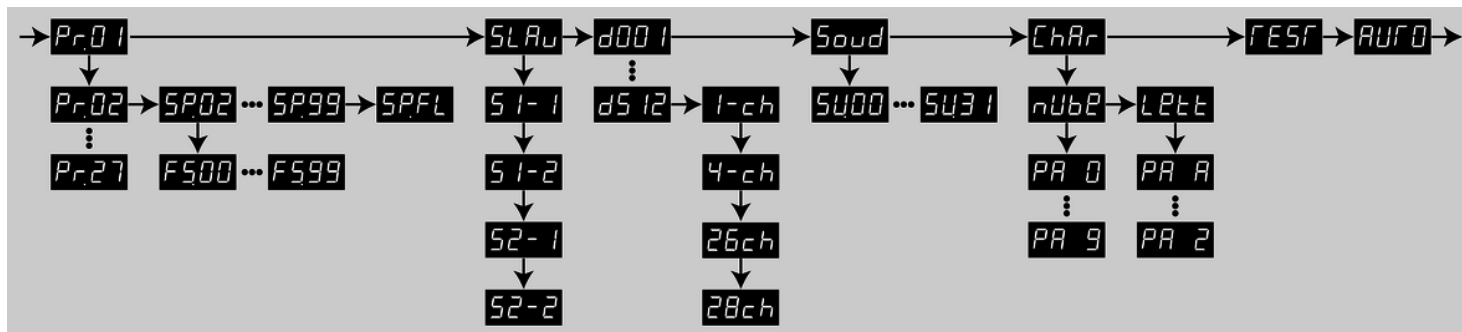 Pr.01 SLAu d001 Soud ChAr TEST AUTO
Pr.02 SP.02 SP.99 SP.FL S1-1 dS12 1-ch SU.00 SU.31 nUbe Lett
Pr.27 FS.00 FS.99 S1-2 4-ch PA 0 PA A
S2-1 26ch PA 9 PA 2
S2-2 28ch